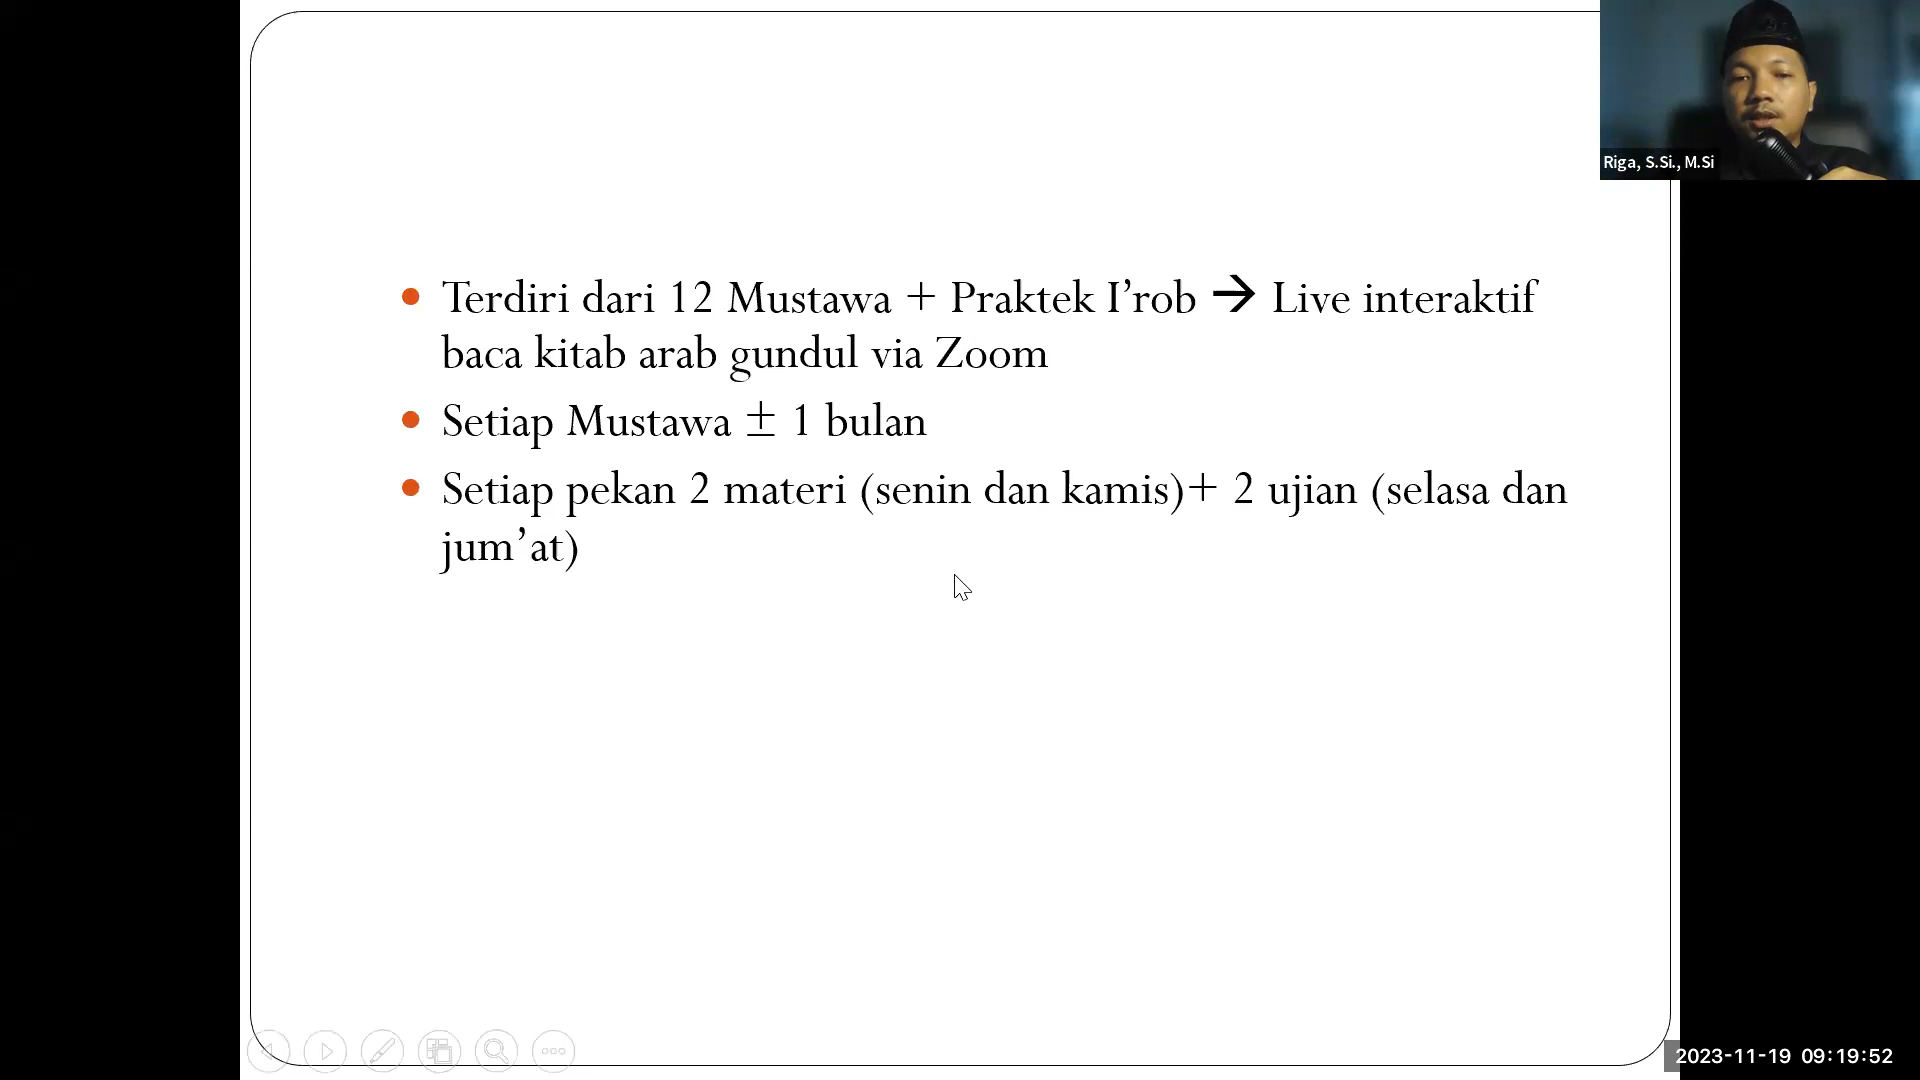 Riga, S.Si., M.Si
• Terdiri dari 12 Mustawa + Praktek I’rob → Live interaktif
baca kitab arab gundul via Zoom
• Setiap Mustawa ± 1 bulan
• Setiap pekan 2 materi (senin dan kamis)+ 2 ujian (selasa dan
jum’at)
2023-11-19 09:19:52